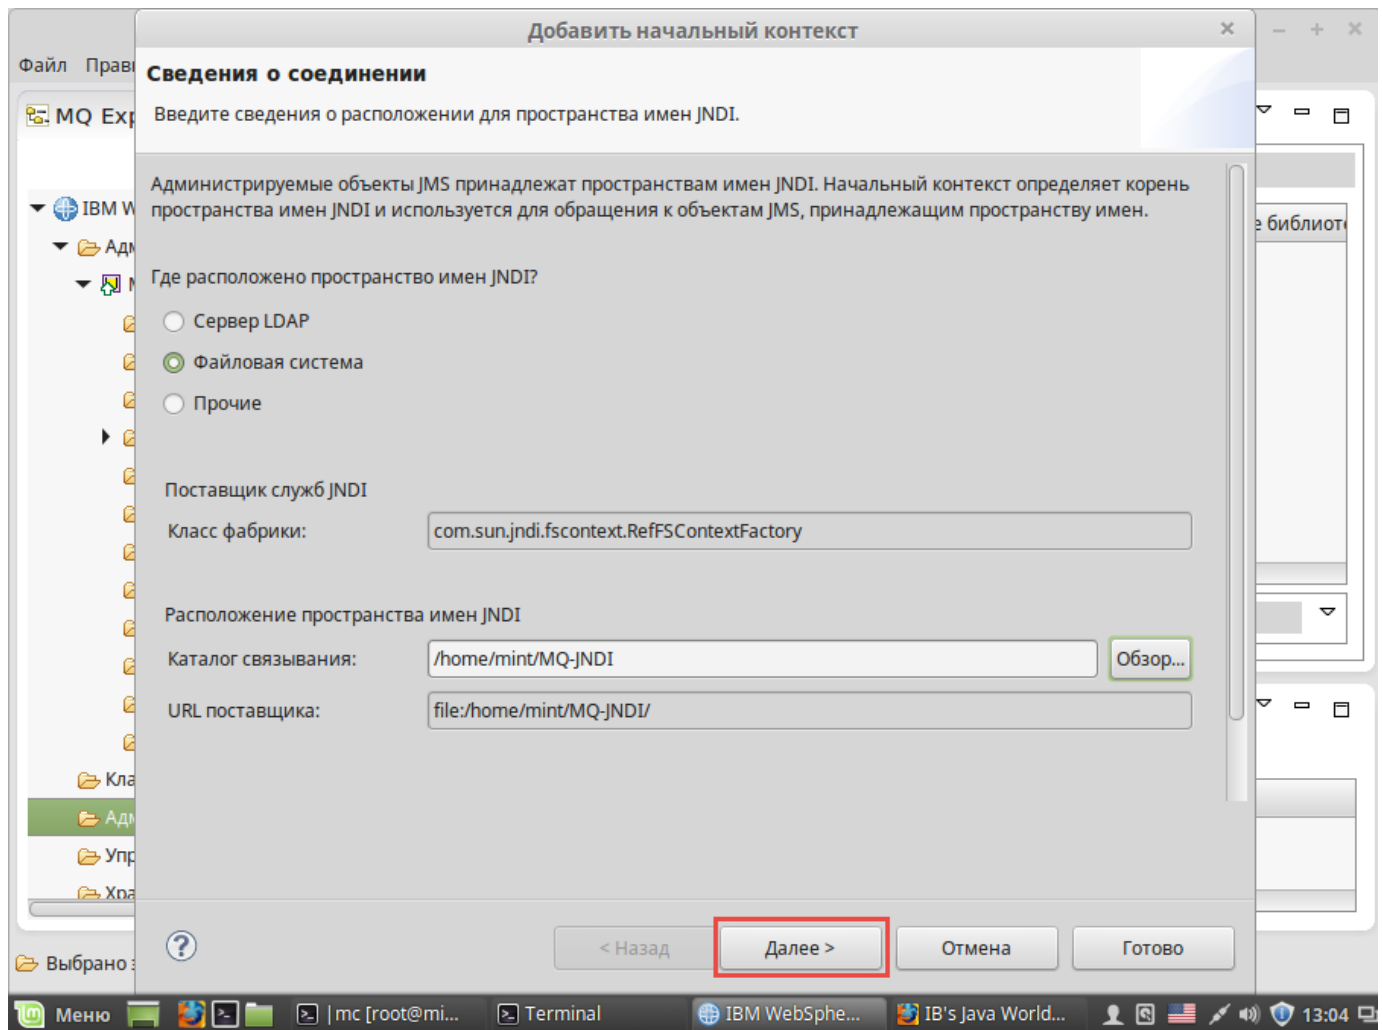 Добавить начальный контекст
Файл
Сведения о соединении
MQ
Введите сведения о расположении для пространства имен JNDI.
Администрируемые объекты JMS принадлежат пространствам имен JNDI. Начальный контекст определяет корень
пространства имен JNDI и используется для обращения к объектам JMS, принадлежащим пространству имен.
IBM
Где расположено пространство имен JNDI?
Сервер LDAP
Файловая система
Прочие
Поставщик служб JNDI
Класс фабрики: com.sun.jndi.fscontext.RefFSContextFactory
Расположение пространства имен JNDI
Каталог связывания: /home/mint/MQ-JNDI Обзор...
URL поставщика: file:/home/mint/MQ-JNDI/
< Назад Далее > Отмена Готово
Выбрано
Меню |mc [root@mi... Terminal IBM WebSphe... IB's Java World... 13:04